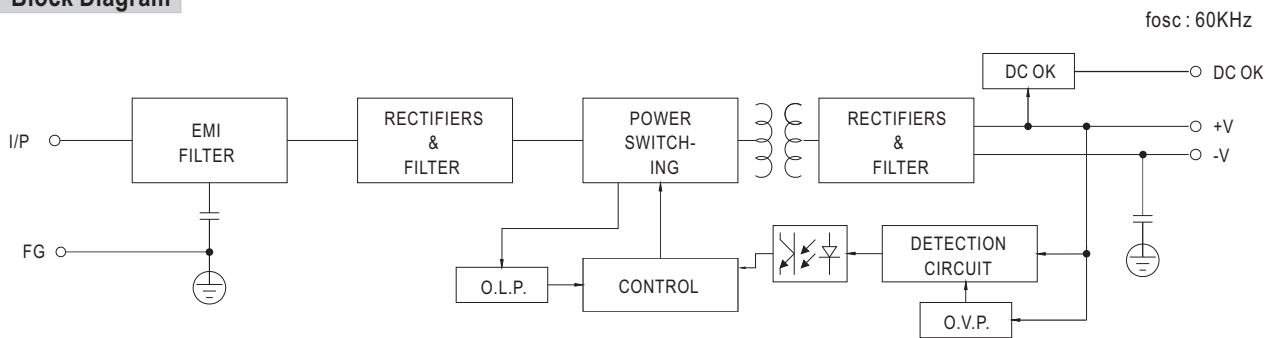 Block Diagram
fosc : 60KHz
DC OK
DC OK
I/P
EMI
FILTER
RECTIFIERS
&
FILTER
POWER
SWITCH-
ING
RECTIFIERS
&
FILTER
+V
-V
FG
O.L.P.
CONTROL
DETECTION
CIRCUIT
O.V.P.